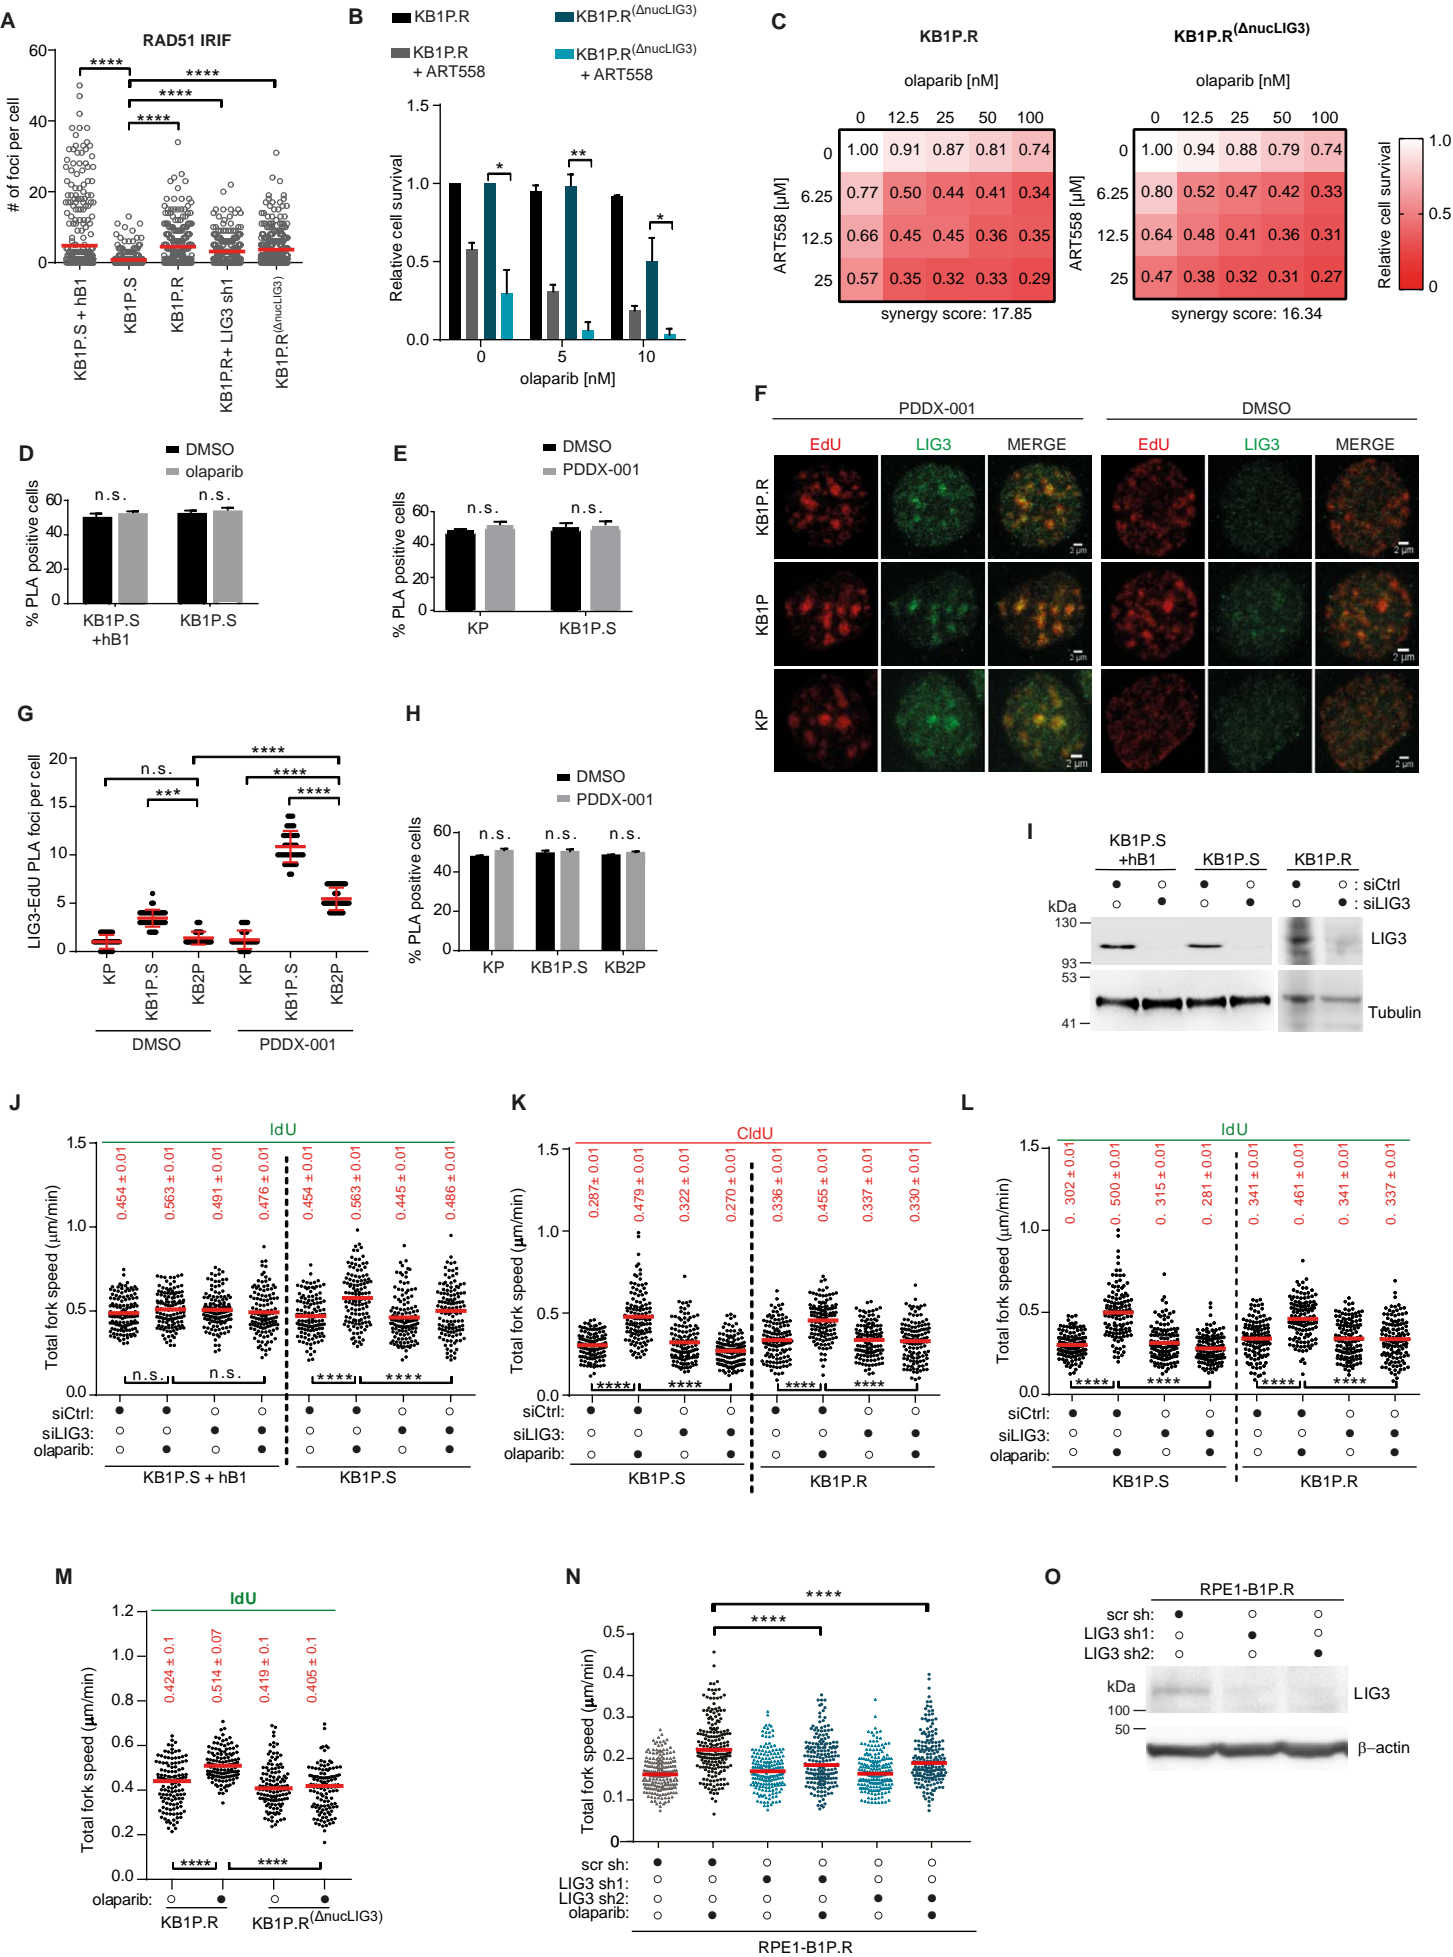 A
RAD51 IRIF
# of foci per cell
60
40
20
0
****
****
****
****
KB1P.S + hB1
KB1P.S
KB1P.R
KB1P.R+ LIG3 sh1
KB1P.R(ΔnucLIG3)
B
KB1P.R
KB1P.R + ART558
KB1P.R(ΔnucLIG3)
KB1P.R(ΔnucLIG3) + ART558
Relative cell survival
1.5
1.0
0.5
0.0
*
**
*
0 5 10
olaparib [nM]
C
KB1P.R
olaparib [nM]
0 12.5 25 50 100
ART558 [µM]
0 1.00 0.91 0.87 0.81 0.74
6.25 0.77 0.50 0.44 0.41 0.34
12.5 0.66 0.45 0.45 0.36 0.35
25 0.57 0.35 0.32 0.33 0.29
synergy score: 17.85
KB1P.R(ΔnucLIG3)
olaparib [nM]
0 12.5 25 50 100
ART558 [µM]
0 1.00 0.94 0.88 0.79 0.74
6.25 0.80 0.52 0.47 0.42 0.33
12.5 0.64 0.48 0.41 0.36 0.31
25 0.47 0.38 0.32 0.31 0.27
synergy score: 16.34
Relative cell survival
1.0
0.5
0
D
DMSO
olaparib
% PLA positive cells
60
40
20
0
n.s. n.s.
KB1P.S +hB1
KB1P.S
E
DMSO
PDDX-001
% PLA positive cells
60
40
20
0
n.s. n.s.
KP KB1P.S
F
PDDX-001 DMSO
EdU LIG3 MERGE EdU LIG3 MERGE
KB1P.R
2 µm 2 µm
KB1P
2 µm 2 µm
KP
2 µm 2 µm
G
LIG3-EdU PLA foci per cell
20
15
10
5
0
****
n.s. ****
*** ****
KP KB1P.S KB2P KP KB1P.S KB2P
DMSO PDDX-001
H
DMSO
PDDX-001
% PLA positive cells
60
40
20
0
n.s. n.s. n.s.
KP KB1P.S KB2P
I
KB1P.S +hB1
KB1P.S
KB1P.R
: siCtrl
: siLIG3
kDa
130
93
53
41
LIG3
Tubulin
J
IdU
Total fork speed (µm/min)
1.5
1.0
0.5
0.0
0.454 ± 0.01
0.563 ± 0.01
0.491 ± 0.01
0.476 ± 0.01
0.454 ± 0.01
0.563 ± 0.01
0.445 ± 0.01
0.486 ± 0.01
n.s. n.s. **** ****
siCtrl:
siLIG3:
olaparib:
KB1P.S + hB1 KB1P.S
K
CldU
Total fork speed (µm/min)
1.5
1.0
0.5
0.0
0.287± 0.01
0.479 ± 0.01
0.322 ± 0.01
0.270 ± 0.01
0.336 ± 0.01
0.455 ± 0.01
0.337 ± 0.01
0.330 ± 0.01
**** **** **** ****
siCtrl:
siLIG3:
olaparib:
KB1P.S KB1P.R
L
IdU
Total fork speed (µm/min)
1.5
1.0
0.5
0.0
0. 302 ± 0.01
0. 500 ± 0.01
0. 315 ± 0.01
0. 281 ± 0.01
0. 341 ± 0.01
0. 461 ± 0.01
0. 341 ± 0.01
0. 337 ± 0.01
**** **** **** ****
siCtrl:
siLIG3:
olaparib:
KB1P.S KB1P.R
M
IdU
Total fork speed (µm/min)
1.2
1.0
0.8
0.6
0.4
0.2
0.0
0.424 ± 0.1
0.514 ± 0.07
0.419 ± 0.1
0.405 ± 0.1
**** ****
olaparib:
KB1P.R KB1P.R(ΔnucLIG3)
N
Total fork speed (µm/min)
0.5
0.4
0.3
0.2
0.1
0
****
****
scr sh:
LIG3 sh1:
LIG3 sh2:
olaparib:
RPE1-B1P.R
O
RPE1-B1P.R
scr sh:
LIG3 sh1:
LIG3 sh2:
kDa
100
50
LIG3
β–actin